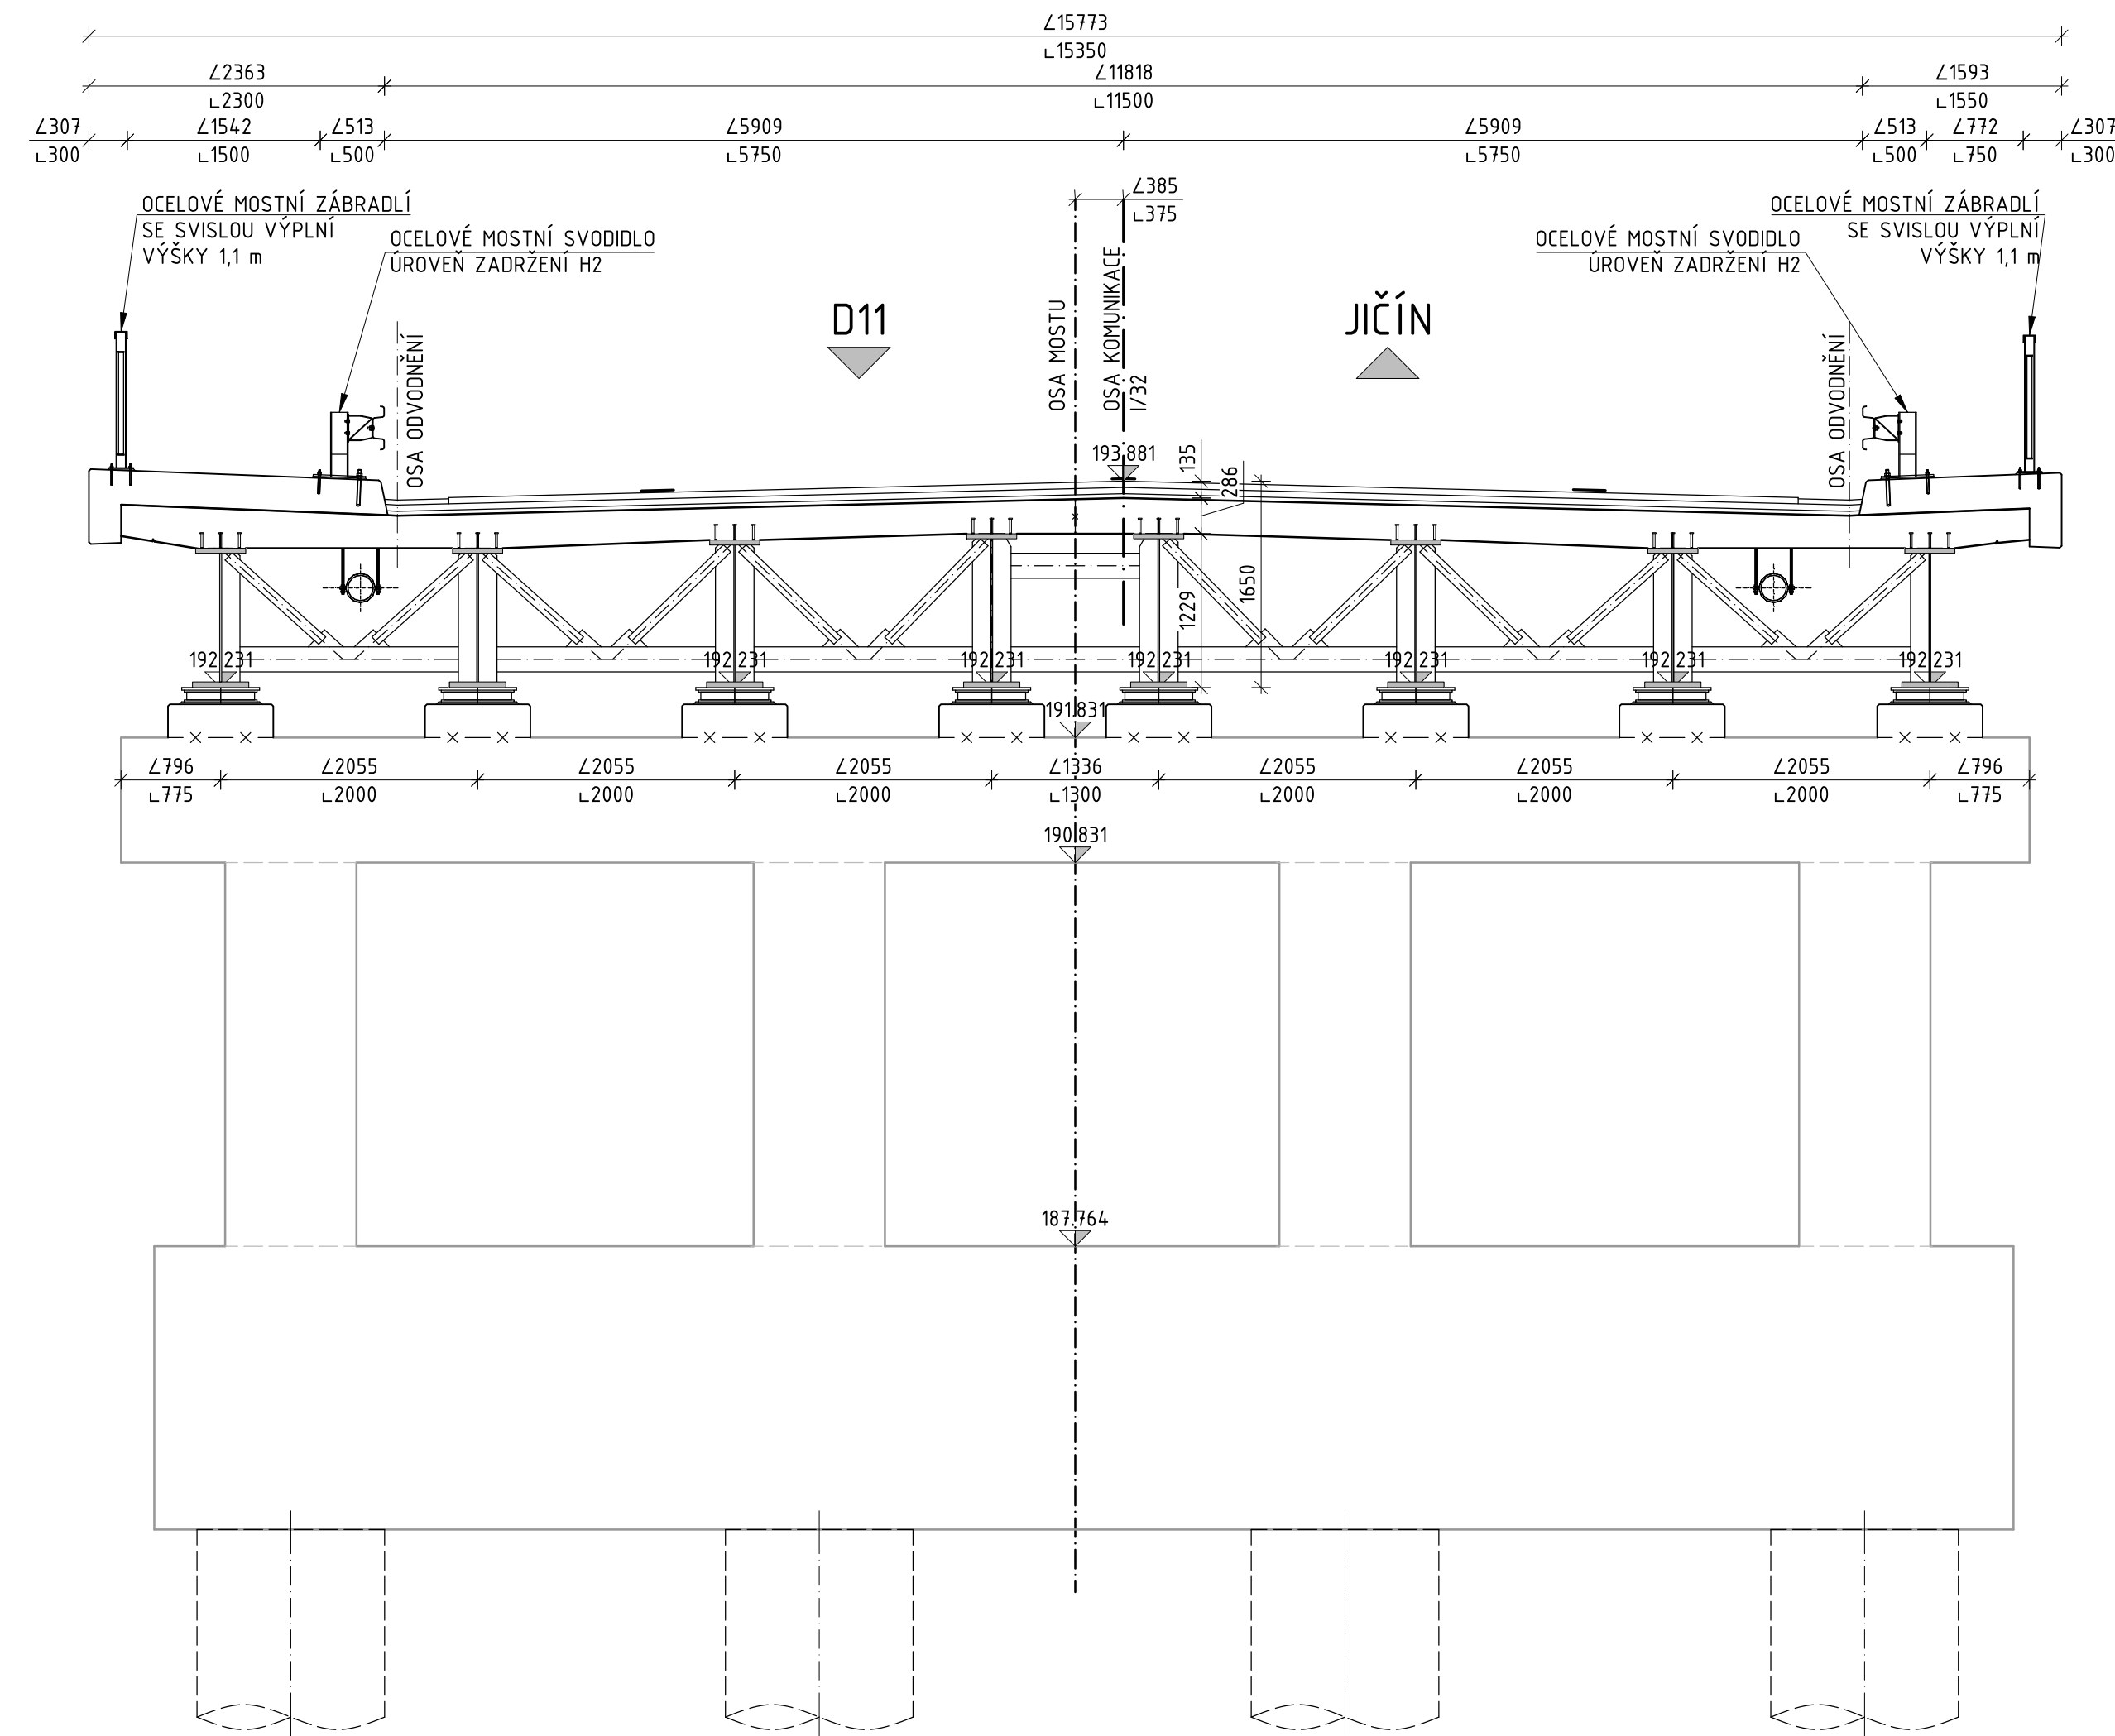 ∠15773
∟15350
∠2363 ∠11818 ∠1593
∟2300 ∟11500 ∟1550
∠307 ∠1542 ∠513 ∠5909 ∠5909 ∠513 ∠772 ∠307
∟300 ∟1500 ∟500 ∟5750 ∟5750 ∟500 ∟750 ∟300
∠385
∟375
OCELOVÉ MOSTNÍ ZÁBRADLÍ
SE SVISLOU VÝPLNÍ
VÝŠKY 1,1 m
OCELOVÉ MOSTNÍ SVODIDLO
ÚROVEŇ ZADRŽENÍ H2
OCELOVÉ MOSTNÍ SVODIDLO
ÚROVEŇ ZADRŽENÍ H2
OCELOVÉ MOSTNÍ ZÁBRADLÍ
SE SVISLOU VÝPLNÍ
VÝŠKY 1,1 m
D11
JIČÍN
OSA ODVODNĚNÍ
OSA MOSTU
OSA KOMUNIKACE
I/32
OSA ODVODNĚNÍ
193.881
135
286
1229
1650
192.231 192.231 192.231 192.231 192.231 192.231 192.231
191.831
∠796 ∠2055 ∠2055 ∠2055 ∠1336 ∠2055 ∠2055 ∠2055 ∠796
∟775 ∟2000 ∟2000 ∟2000 ∟1300 ∟2000 ∟2000 ∟2000 ∟775
190.831
187.764